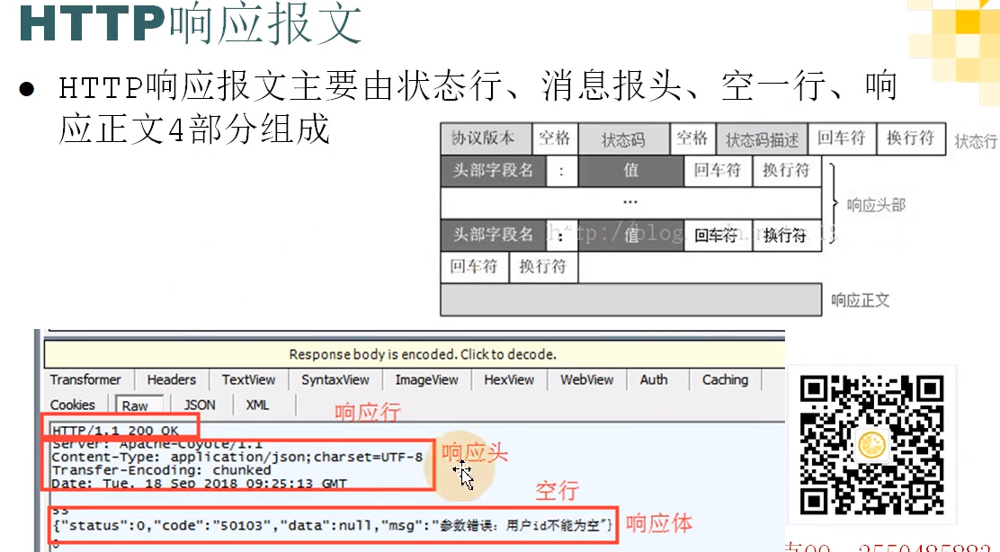 HTTP响应报文
● HTTP响应报文主要由状态行、消息报头、空一行、响
应正文4部分组成
协议版本 空格 状态码 空格 状态码描述 回车符 换行符 状态行
头部字段名 : 值 回车符 换行符
...
响应头部
头部字段名 : 值 回车符 换行符
回车符 换行符
响应正文
Response body is encoded. Click to decode.
Transformer Headers TextView SyntaxView ImageView HexView WebView Auth Caching
Cookies Raw JSON XML
响应行
HTTP/1.1 200 OK
Server: Apache-Coyote/1.1
响应头
Content-Type: application/json;charset=UTF-8
Transfer-Encoding: chunked
Date: Tue, 18 Sep 2018 09:25:13 GMT
空行
{"status":0,"code":"50103","data":null,"msg":"参数错误：用户id不能为空"}
响应体